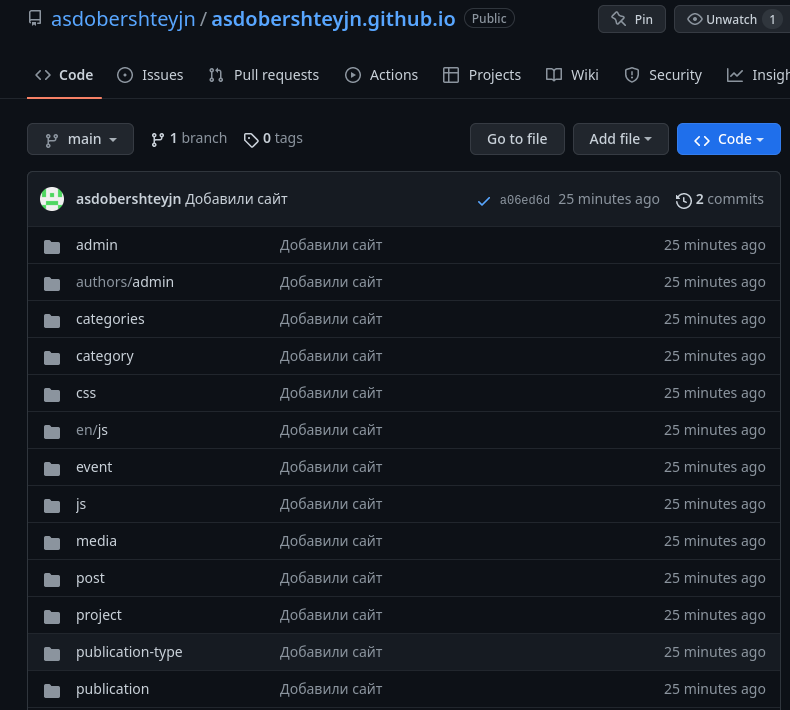 asdobershteyjn / asdobershteyjn.github.io Public Pin Unwatch 1
Code Issues Pull requests Actions Projects Wiki Security Insigh
main 1 branch 0 tags Go to file Add file Code
asdobershteyjn Добавили сайт a06ed6d 25 minutes ago 2 commits
admin Добавили сайт 25 minutes ago
authors/admin Добавили сайт 25 minutes ago
categories Добавили сайт 25 minutes ago
category Добавили сайт 25 minutes ago
css Добавили сайт 25 minutes ago
en/js Добавили сайт 25 minutes ago
event Добавили сайт 25 minutes ago
js Добавили сайт 25 minutes ago
media Добавили сайт 25 minutes ago
post Добавили сайт 25 minutes ago
project Добавили сайт 25 minutes ago
publication-type Добавили сайт 25 minutes ago
publication Добавили сайт 25 minutes ago